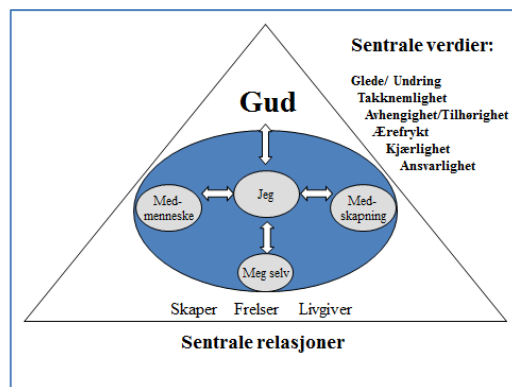 Sentrale verdier:
Glede/ Undring
Takknemlighet
Avhengighet/Tilhørighet
Ærefrykt
Kjærlighet
Ansvarlighet
Gud
Med-
menneske
Jeg
Med-
skapning
Meg selv
Skaper Frelser Livgiver
Sentrale relasjoner